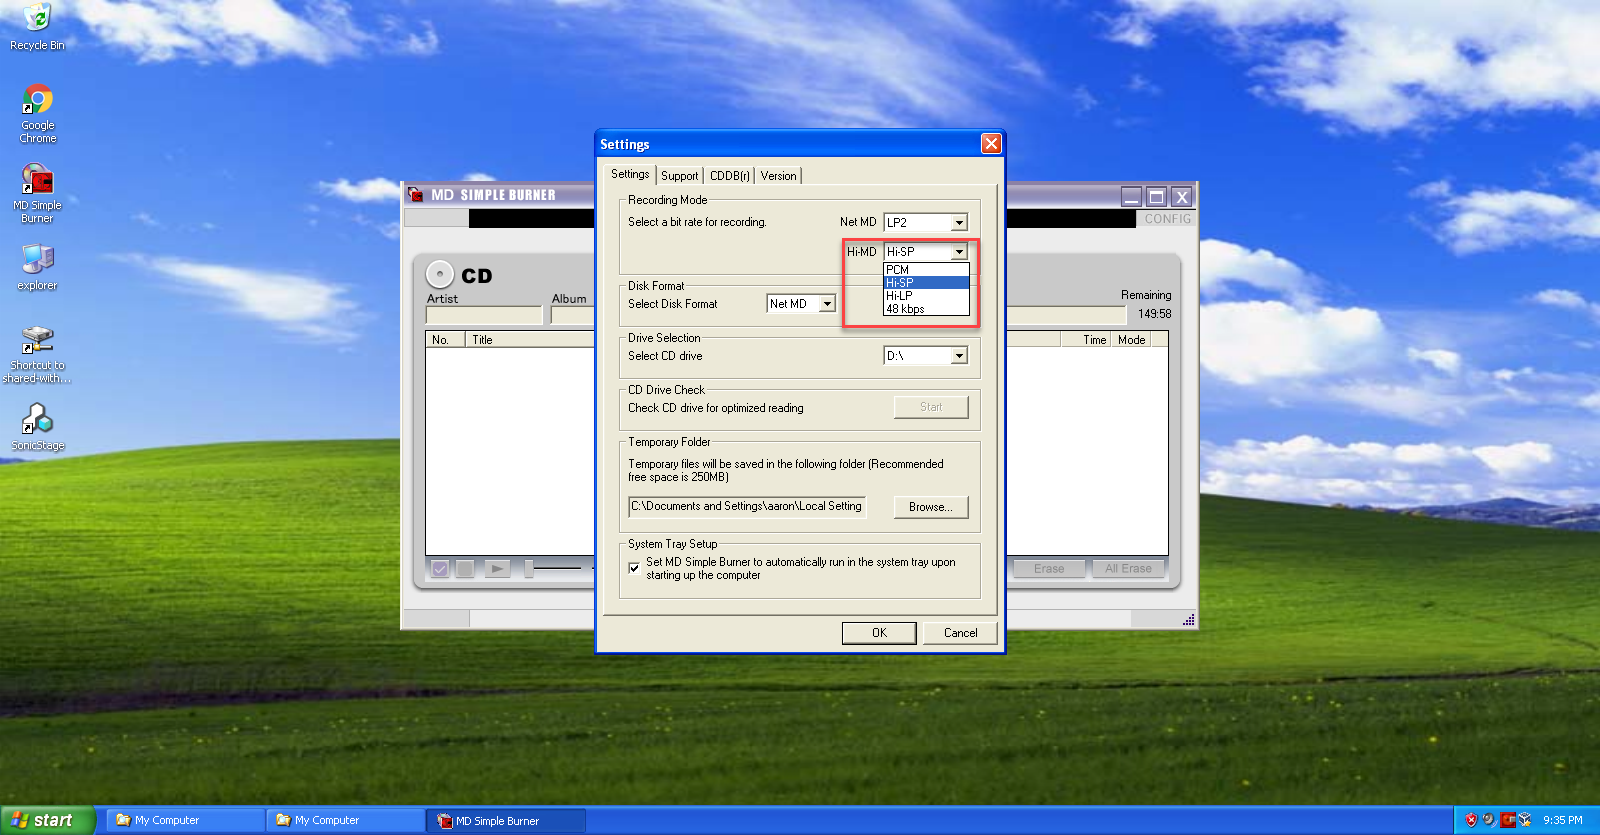 Recycle Bin
Google
Chrome
MD Simple
Burner
explorer
Shortcut to
shared-with...
SonicStage
MD SIMPLE BURNER
CONFIG
CD
Artist
Album
Remaining
149:58
No.
Title
Time
Mode
Erase
All Erase
Settings
Settings
Support
CDDB(r)
Version
Recording Mode
Select a bit rate for recording.
Net MD
LP2
Hi-MD
Hi-SP
PCM
Hi-SP
Hi-LP
48 kbps
Disk Format
Select Disk Format
Net MD
Drive Selection
Select CD drive
D:\
CD Drive Check
Check CD drive for optimized reading
Start
Temporary Folder
Temporary files will be saved in the following folder (Recommended
free space is 250MB)
C:\Documents and Settings\aaron\Local Setting
Browse...
System Tray Setup
Set MD Simple Burner to automatically run in the system tray upon
starting up the computer
OK
Cancel
start
My Computer
My Computer
MD Simple Burner
9:35 PM